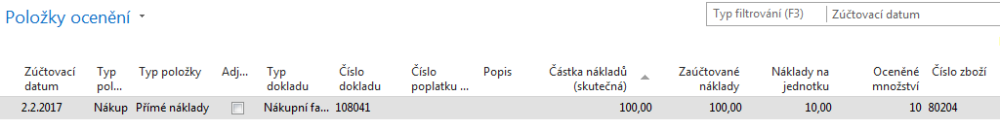 Položky ocenění
Typ filtrování (F3) Zúčtovací datum
Zúčtovací datum Typ pol... Typ položky Adj... Typ dokladu Číslo dokladu Číslo poplatku ... Popis Částka nákladů (skutečná) Zaúčtované náklady Náklady na jednotku Oceněné množství Číslo zboží
2.2.2017 Nákup Přímé náklady Nákupní fa... 108041 100,00 100,00 10,00 10 80204